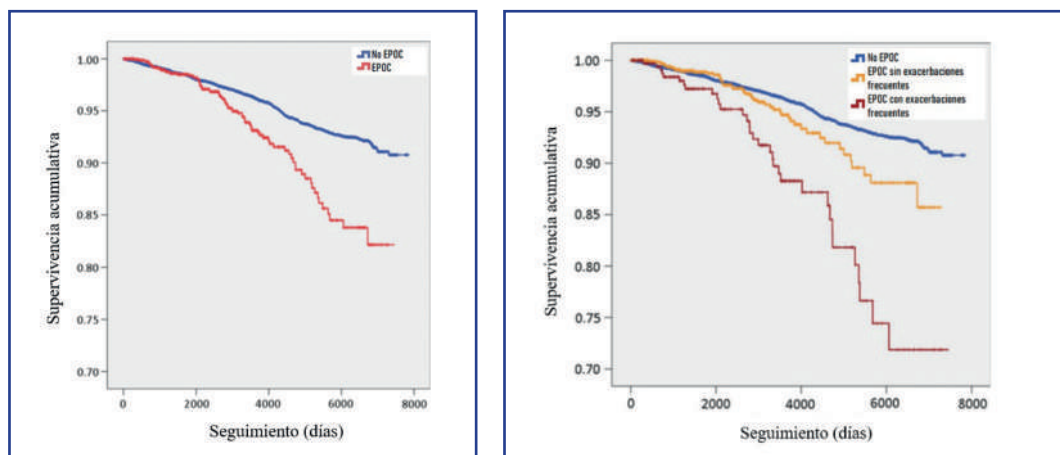 No EPOC
EPOC
1.00
0.95
0.90
0.85
0.80
0.75
0.70
0
2000
4000
6000
8000
Supervivencia acumulativa
Seguimiento (días)
No EPOC
EPOC sin exacerbaciones
frecuentes
EPOC con exacerbaciones
frecuentes
1.00
0.95
0.90
0.85
0.80
0.75
0.70
0
2000
4000
6000
8000
Supervivencia acumulativa
Seguimiento (días)